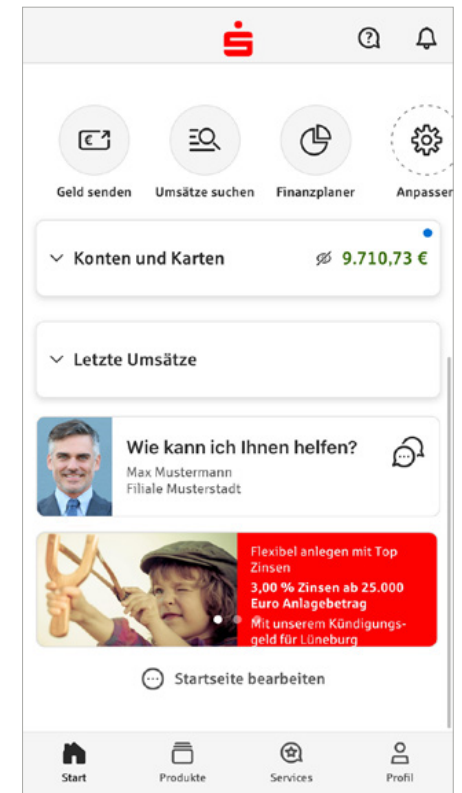 Geld senden
Umsätze suchen
Finanzplaner
Anpassen
Konten und Karten
9.710,73 €
Letzte Umsätze
Wie kann ich Ihnen helfen?
Max Mustermann
Filiale Musterstadt
Flexibel anlegen mit Top
Zinsen
3,00 % Zinsen ab 25.000
Euro Anlagebetrag
Mit unserem Kündigungs-
geld für Lüneburg
Startseite bearbeiten
Start
Produkte
Services
Profil